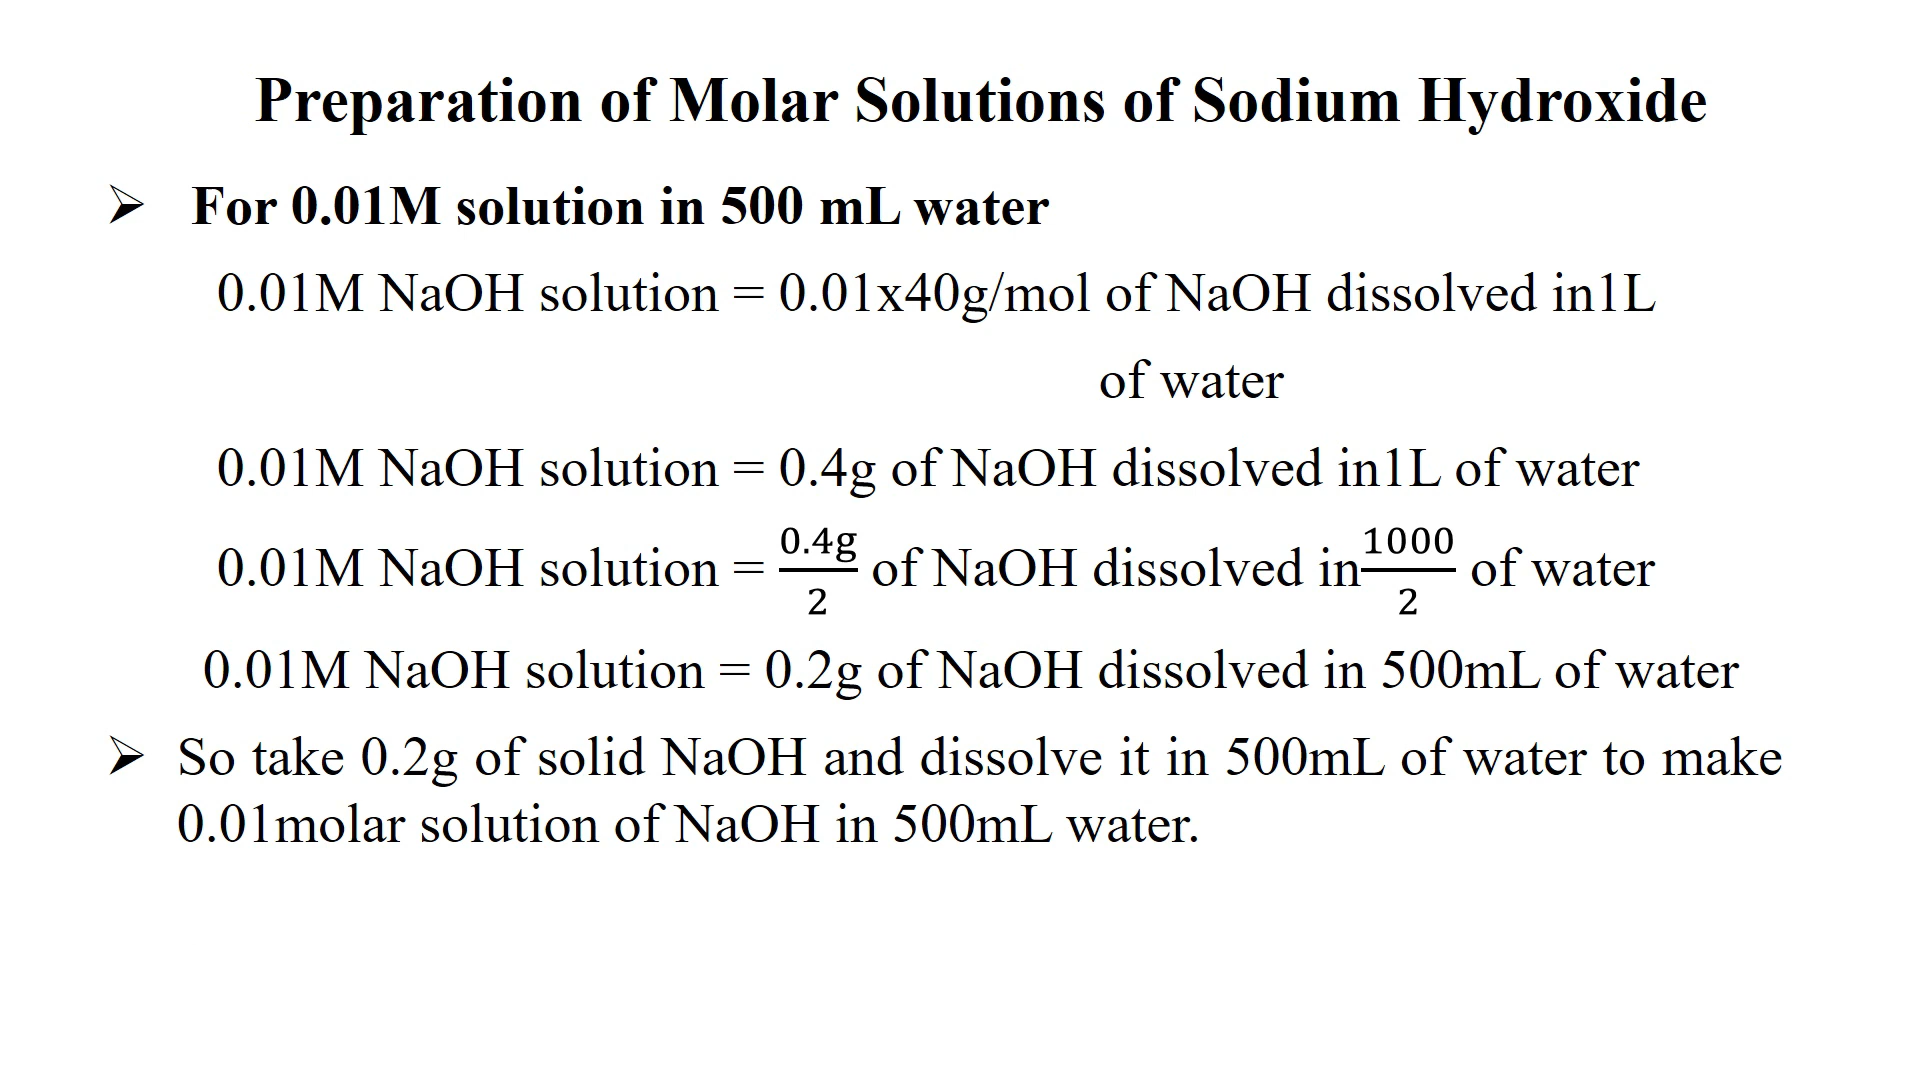 Preparation of Molar Solutions of Sodium Hydroxide
➢ For 0.01M solution in 500 mL water
0.01M NaOH solution = 0.01x40g/mol of NaOH dissolved in1L
of water
0.01M NaOH solution = 0.4g of NaOH dissolved in1L of water
0.01M NaOH solution = 0.4g/2 of NaOH dissolved in 1000/2 of water
0.01M NaOH solution = 0.2g of NaOH dissolved in 500mL of water
➢ So take 0.2g of solid NaOH and dissolve it in 500mL of water to make
0.01molar solution of NaOH in 500mL water.